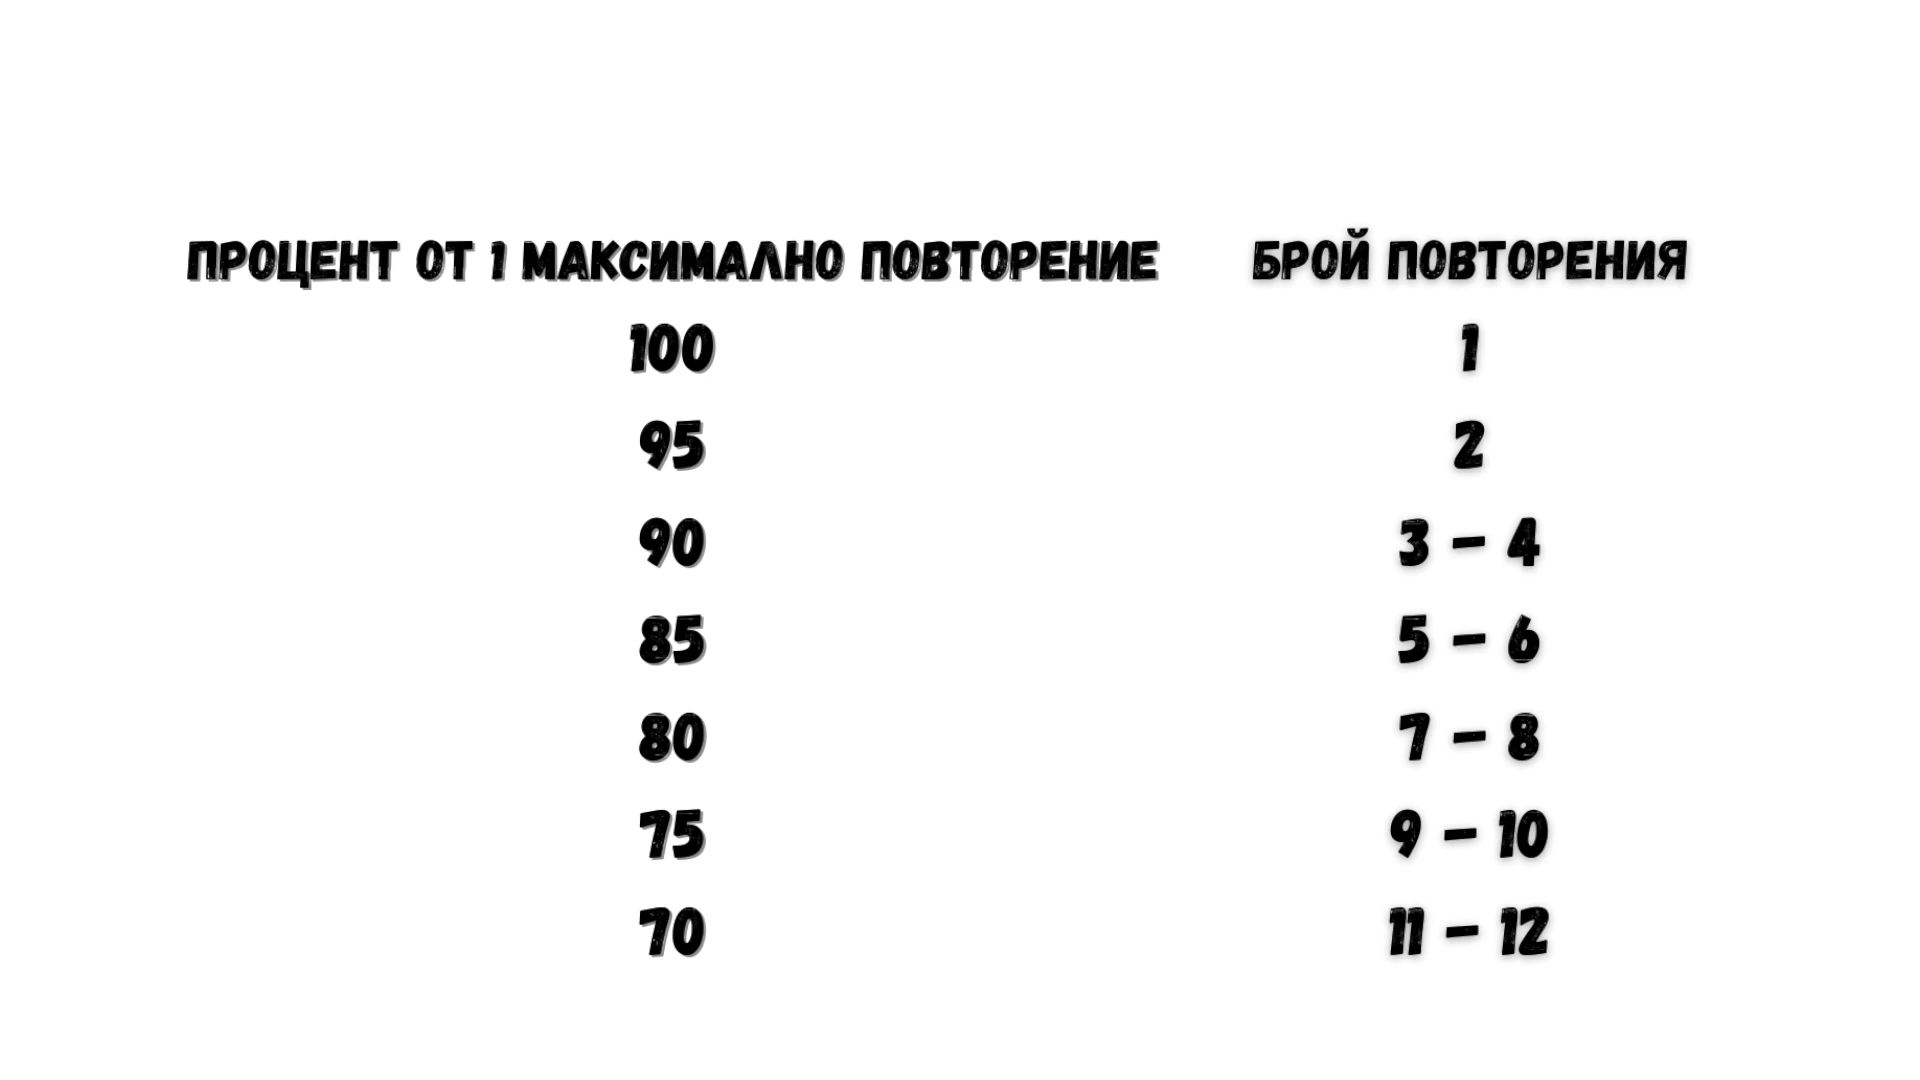 ПРОЦЕНТ ОТ 1 МАКСИМАЛНО ПОВТОРЕНИЕ БРОЙ ПОВТОРЕНИЯ
100 1
95 2
90 3 – 4
85 5 – 6
80 7 – 8
75 9 – 10
70 11 – 12